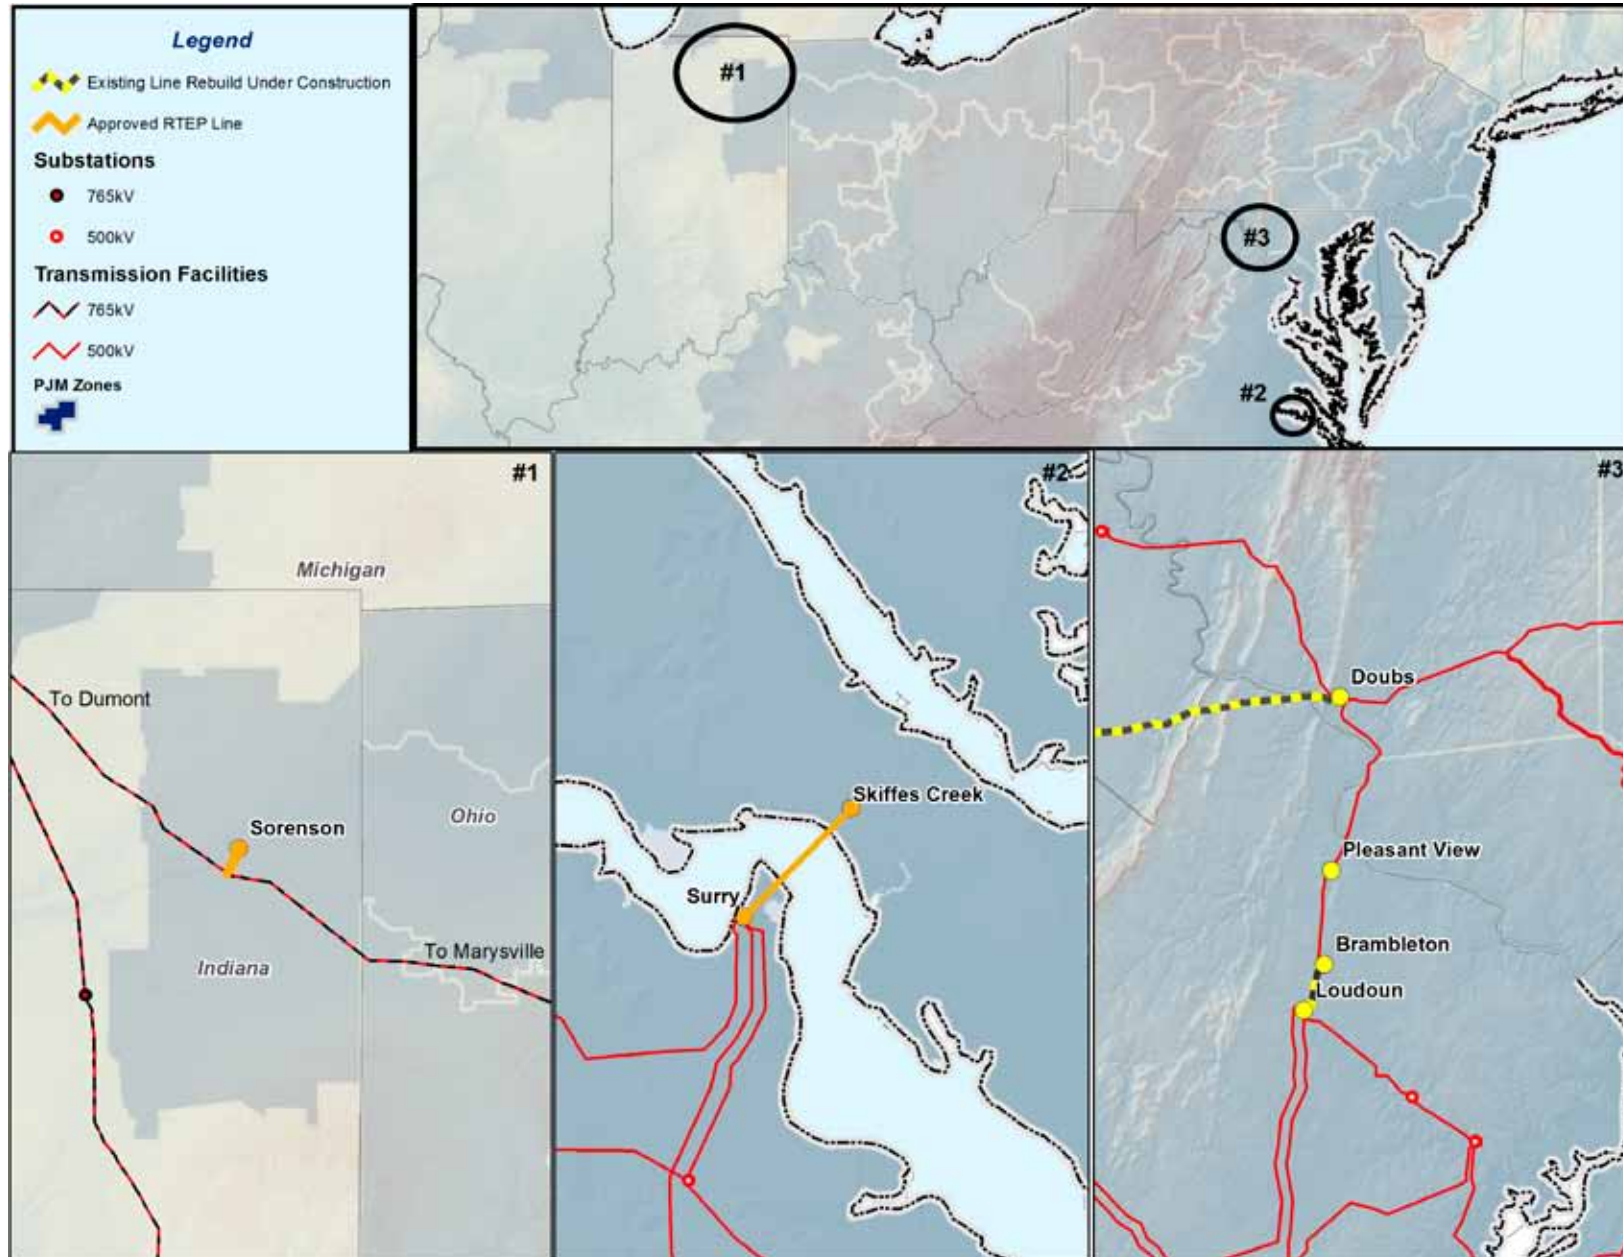 Legend
Existing Line Rebuild Under Construction
Approved RTEP Line
Substations
765kV
500kV
Transmission Facilities
765kV
500kV
PJM Zones
#1
#3
#2
#1
Michigan
To Dumont
Sorenson
Ohio
To Marysville
Indiana
#2
Skiffes Creek
Surry
#3
Doubs
Pleasant View
Brambleton
Loudoun